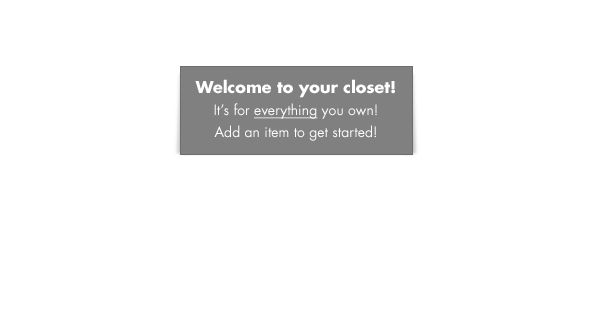 Welcome to your closet!
It's for everything you own!
Add an item to get started!